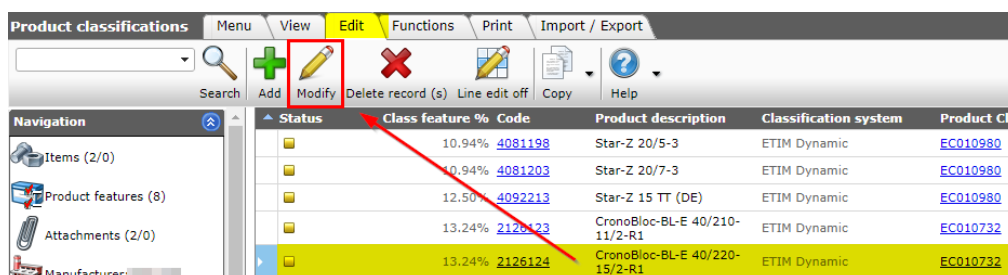 Product classifications Menu View Edit Functions Print Import / Export
Search Add Modify Delete record (s) Line edit off Copy Help
Navigation Status Class feature % Code Product description Classification system Product Cl
Items (2/0) 10.94% 4081198 Star-Z 20/5-3 ETIM Dynamic EC010980
10.94% 4081203 Star-Z 20/7-3 ETIM Dynamic EC010980
Product features (8) 12.50% 4092213 Star-Z 15 TT (DE) ETIM Dynamic EC010980
Attachments (2/0) 13.24% 2126123 CronoBloc-BL-E 40/210-
11/2-R1 ETIM Dynamic EC010732
Manufacturer 13.24% 2126124 CronoBloc-BL-E 40/220-
15/2-R1 ETIM Dynamic EC010732